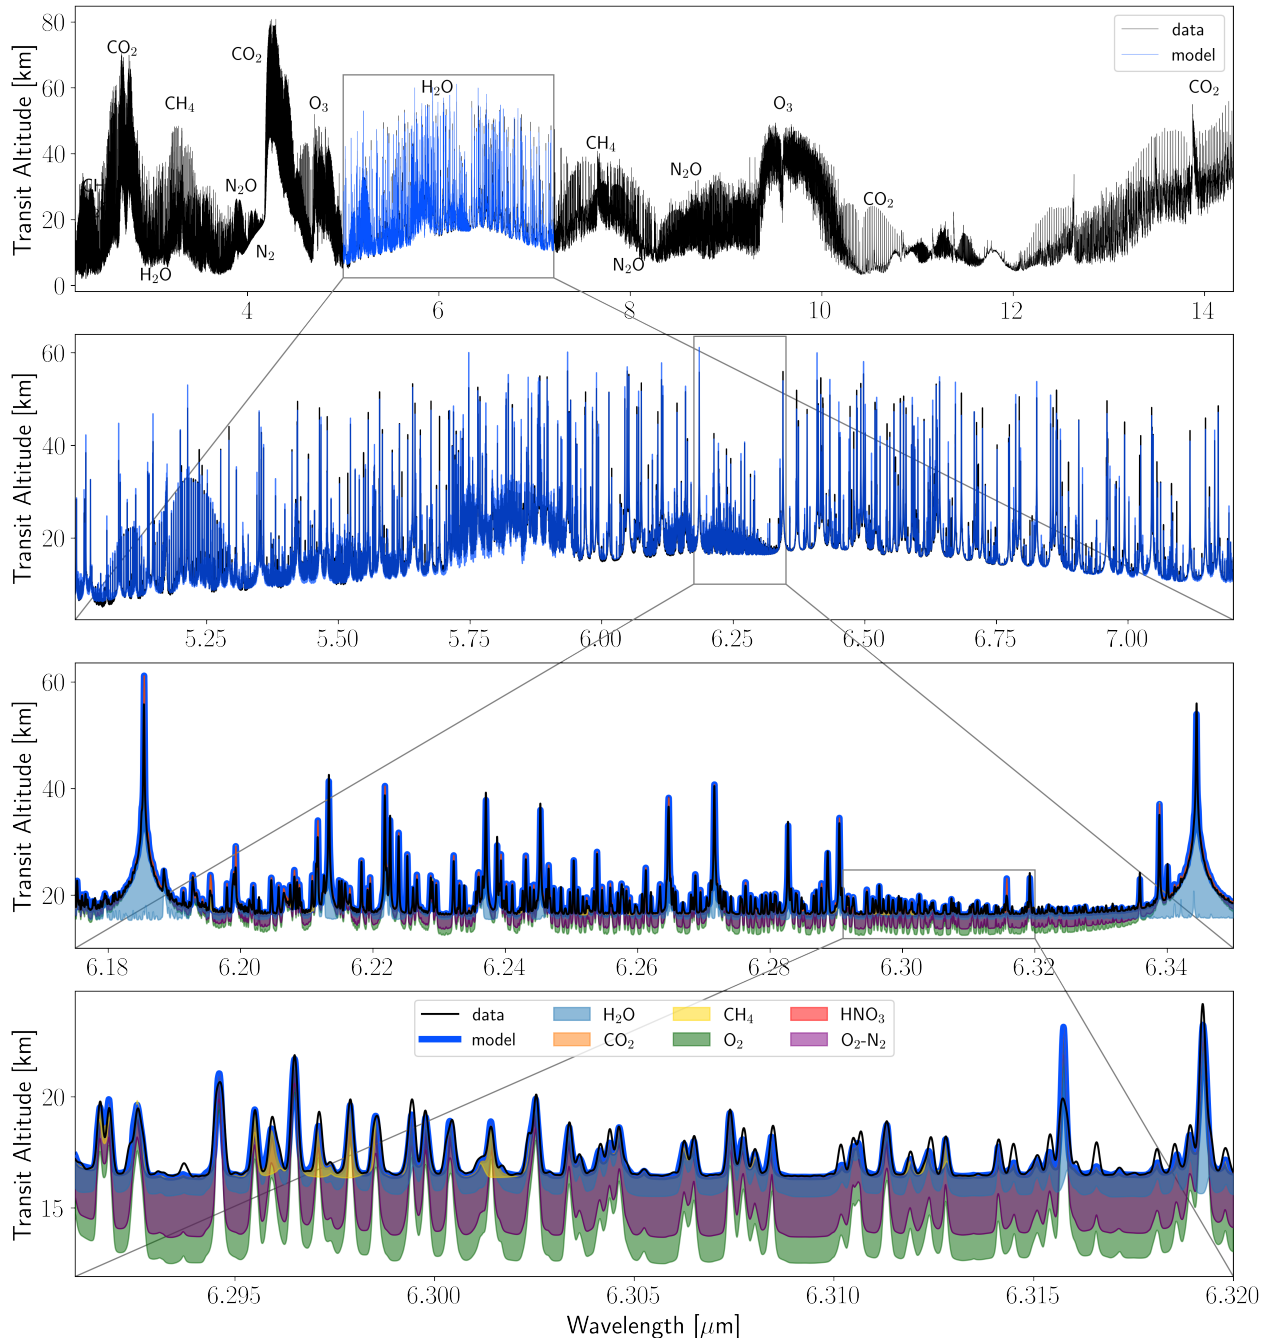 Transit Altitude [km]
80
60
40
20
0
CO₂
CH₄
CO₂
O₃
H₂O
CH₄
N₂O
O₃
CO₂
CO₂
CH
H₂O
N₂O
N₂
N₂O
data
model
4
6
8
10
12
14
Transit Altitude [km]
60
40
20
5.25
5.50
5.75
6.00
6.25
6.50
6.75
7.00
Transit Altitude [km]
60
40
20
6.18
6.20
6.22
6.24
6.26
6.28
6.30
6.32
6.34
Transit Altitude [km]
20
15
data
model
H₂O
CO₂
CH₄
O₂
HNO₃
O₂-N₂
6.295
6.300
6.305
6.310
6.315
6.320
Wavelength [μm]